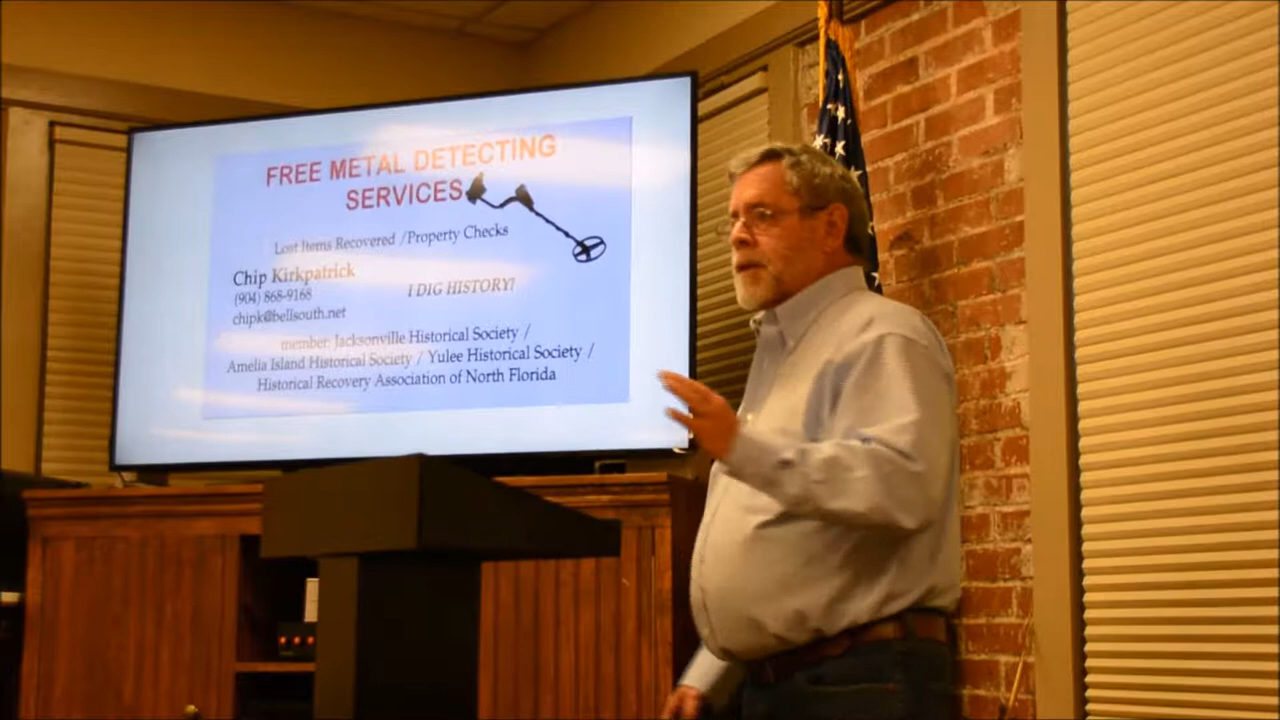 FREE METAL DETECTING
SERVICES
Lost Items Recovered / Property Checks
Chip Kirkpatrick
(904) 868-9168
I DIG HISTORY!
chipk@bellsouth.net
member: Jacksonville Historical Society /
Amelia Island Historical Society / Yulee Historical Society /
Historical Recovery Association of North Florida